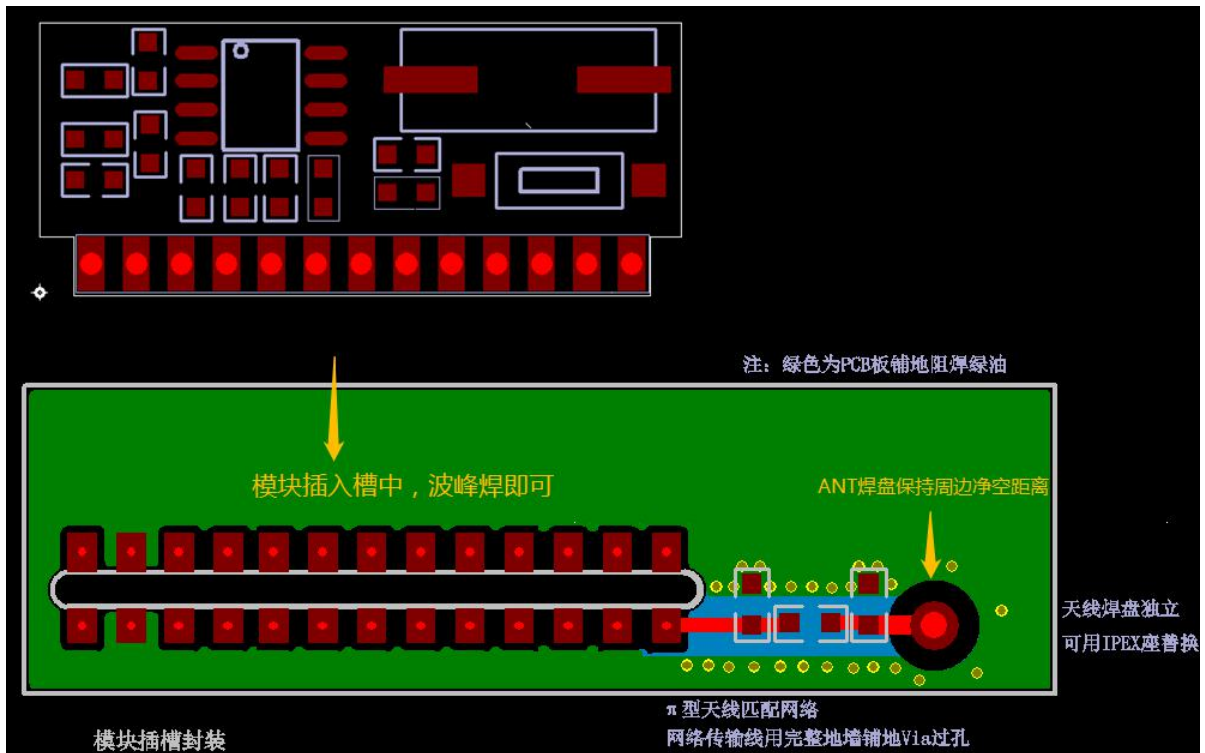 注：绿色为PCB板铺地阻焊绿油
模块插入槽中，波峰焊即可
ANT焊盘保持周边净空距离
天线焊盘独立
可用IPEX座替换
π型天线匹配网络
网络传输线用完整地墙铺地Via过孔
模块插槽封装